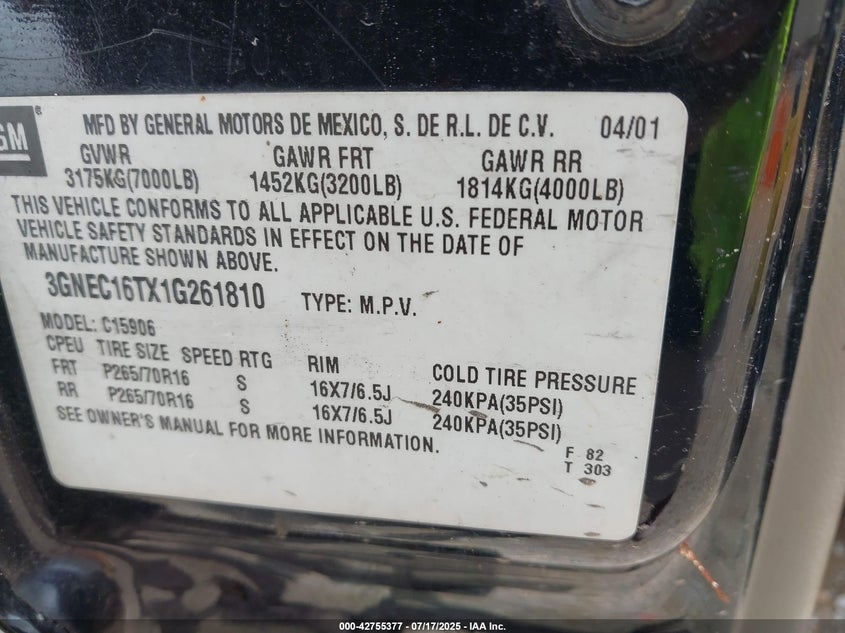 GM®
MFD BY GENERAL MOTORS DE MEXICO, S. DE R.L. DE C.V. 04/01
GVWR GAWR FRT GAWR RR
3175KG(7000LB) 1452KG(3200LB) 1814KG(4000LB)
THIS VEHICLE CONFORMS TO ALL APPLICABLE U.S. FEDERAL MOTOR
VEHICLE SAFETY STANDARDS IN EFFECT ON THE DATE OF
MANUFACTURE SHOWN ABOVE.
3GNEC16TX1G261810 TYPE: M.P.V.
MODEL: C15906
CPEU TIRE SIZE SPEED RTG RIM COLD TIRE PRESSURE
FRT P265/70R16 S 16X7/6.5J 240KPA(35PSI)
RR P265/70R16 S 16X7/6.5J 240KPA(35PSI)
SEE OWNER'S MANUAL FOR MORE INFORMATION.
F 82
T 303
000-42755377 - 07/17/2025 - IAA Inc.